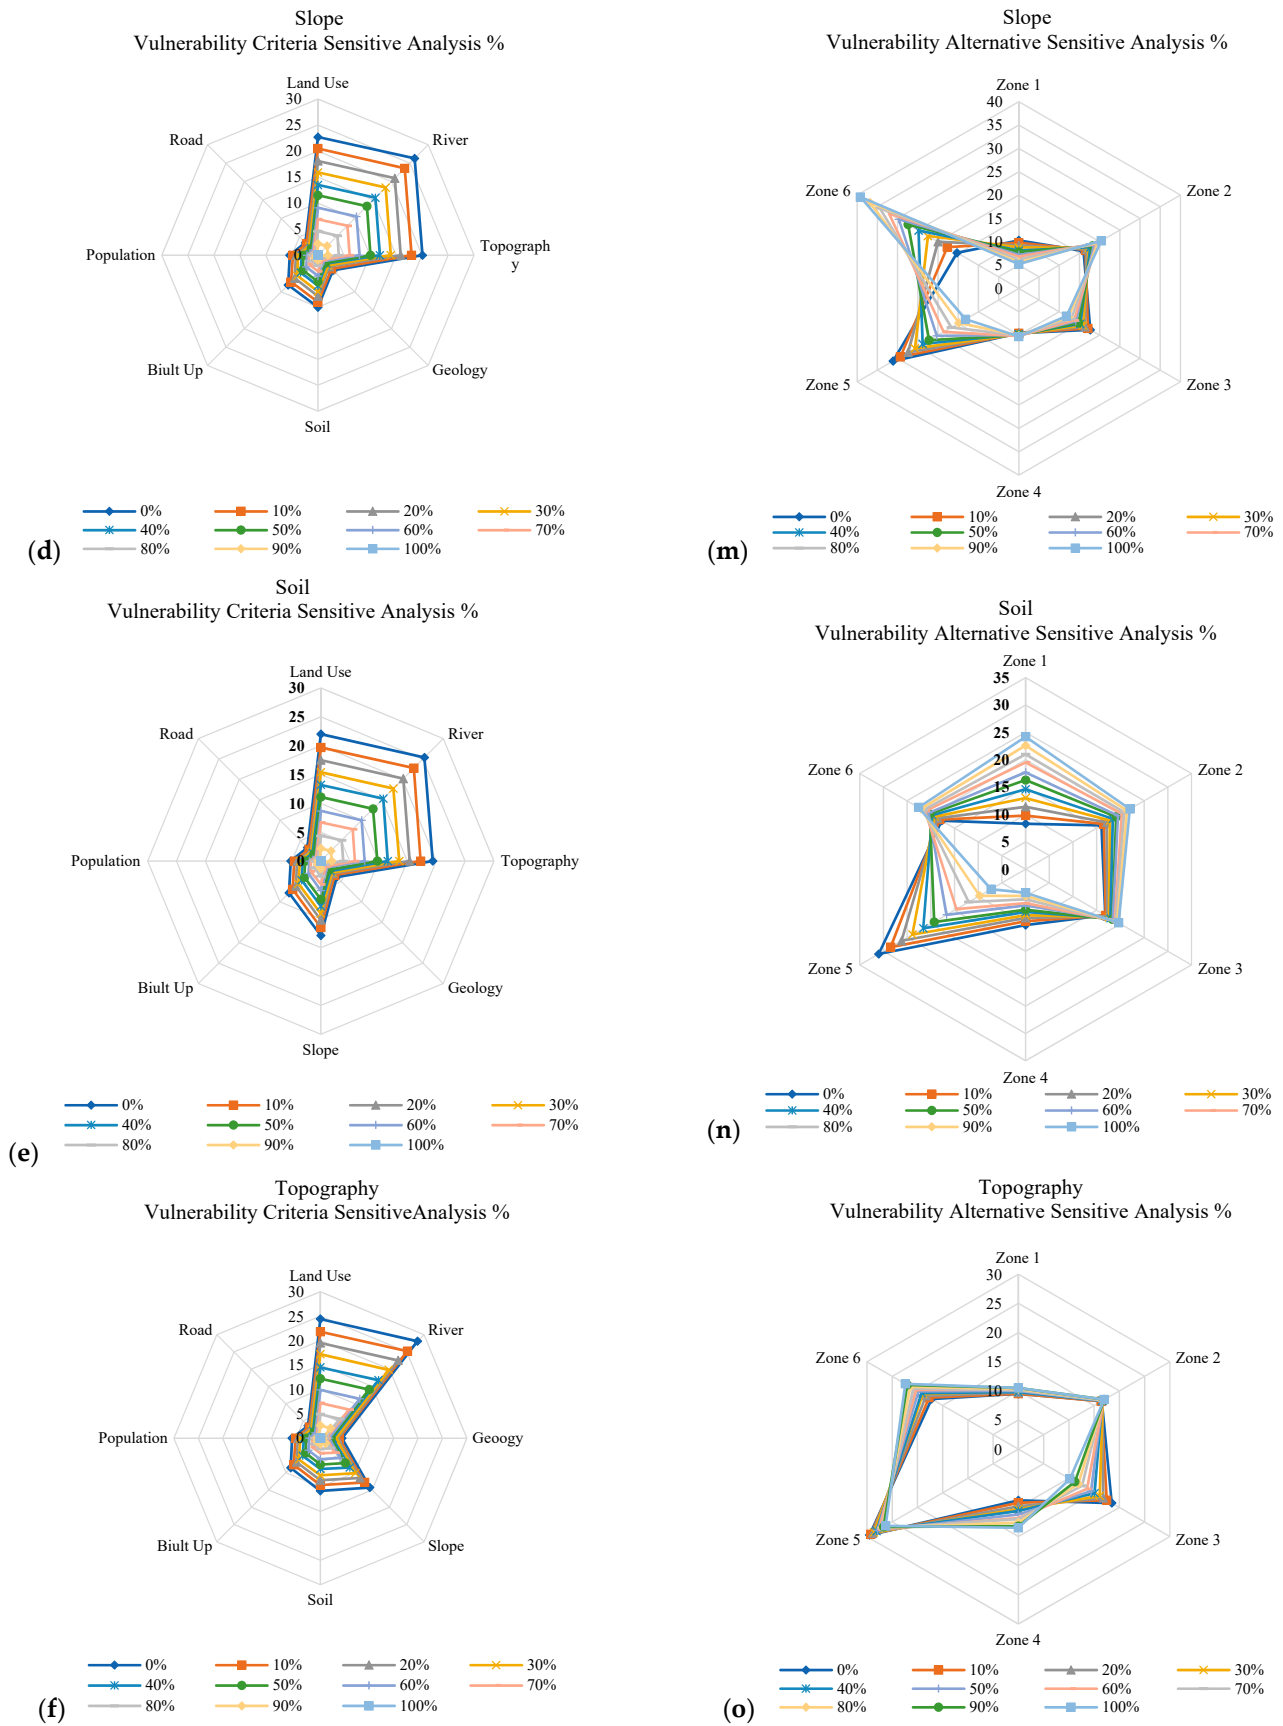 Slope
Vulnerability Criteria Sensitive Analysis %
Land Use
30
25
20
15
10
5
0
River
Topograph
y
Geology
Soil
Biult Up
Population
Road
0% 10% 20% 30%
40% 50% 60% 70%
80% 90% 100%
(d)
Slope
Vulnerability Alternative Sensitive Analysis %
Zone 1
40
35
30
25
20
15
10
5
0
Zone 2
Zone 3
Zone 4
Zone 5
Zone 6
0% 10% 20% 30%
40% 50% 60% 70%
80% 90% 100%
(m)
Soil
Vulnerability Criteria Sensitive Analysis %
Land Use
30
25
20
15
10
5
0
River
Topography
Geology
Slope
Biult Up
Population
Road
0% 10% 20% 30%
40% 50% 60% 70%
80% 90% 100%
(e)
Soil
Vulnerability Alternative Sensitive Analysis %
Zone 1
35
30
25
20
15
10
5
0
Zone 2
Zone 3
Zone 4
Zone 5
Zone 6
0% 10% 20% 30%
40% 50% 60% 70%
80% 90% 100%
(n)
Topography
Vulnerability Criteria SensitiveAnalysis %
Land Use
30
25
20
15
10
5
0
River
Geoogy
Slope
Soil
Biult Up
Population
Road
0% 10% 20% 30%
40% 50% 60% 70%
80% 90% 100%
(f)
Topography
Vulnerability Alternative Sensitive Analysis %
Zone 1
30
25
20
15
10
5
0
Zone 2
Zone 3
Zone 4
Zone 5
Zone 6
0% 10% 20% 30%
40% 50% 60% 70%
80% 90% 100%
(o)